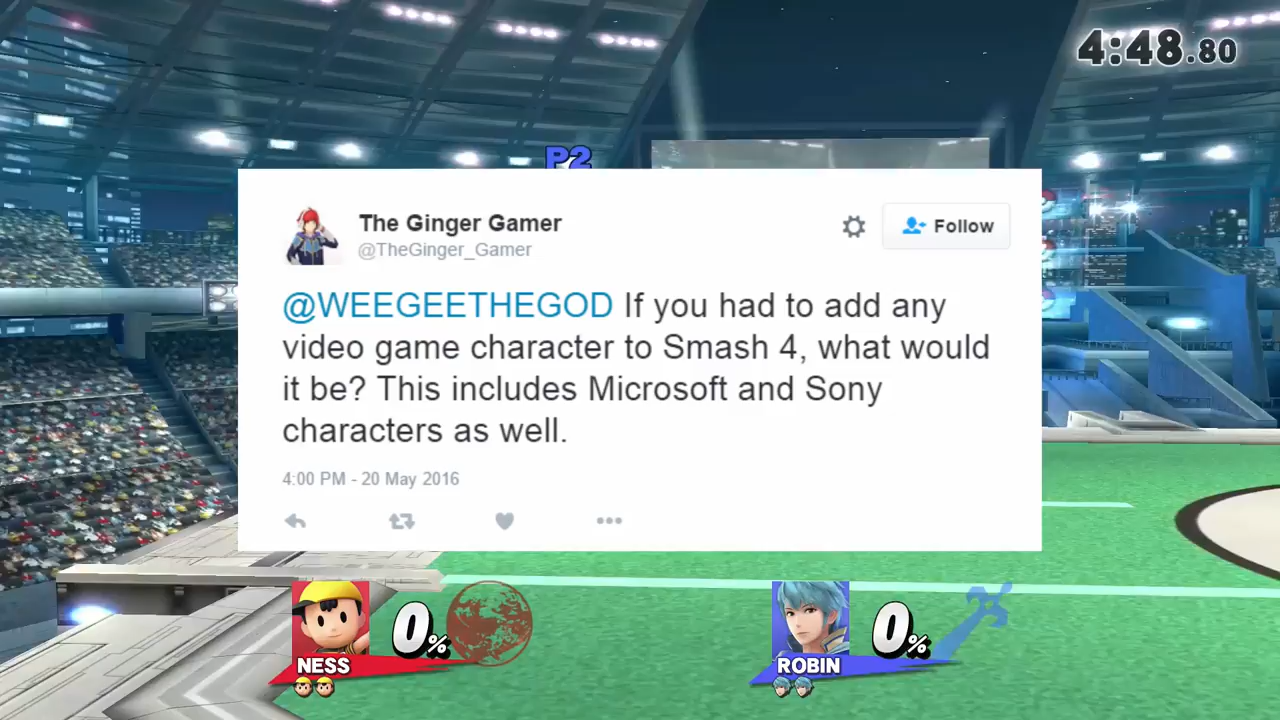 4:48.80
P2
The Ginger Gamer
@TheGinger_Gamer
Follow
@WEEGEETHEGOD If you had to add any
video game character to Smash 4, what would
it be? This includes Microsoft and Sony
characters as well.
4:00 PM - 20 May 2016
0%
0%
NESS
ROBIN